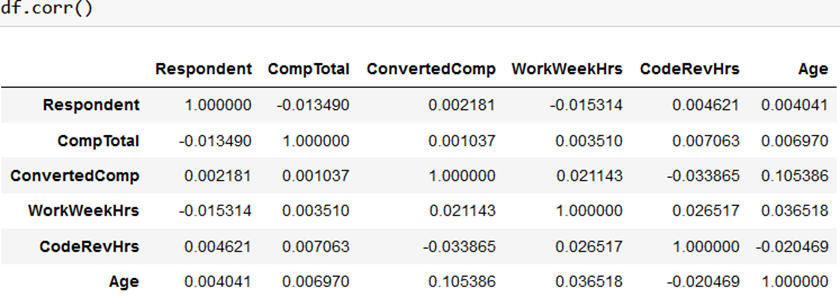 df.corr()
Respondent CompTotal ConvertedComp WorkWeekHrs CodeRevHrs Age
Respondent 1.000000 -0.013490 0.002181 -0.015314 0.004621 0.004041
CompTotal -0.013490 1.000000 0.001037 0.003510 0.007063 0.006970
ConvertedComp 0.002181 0.001037 1.000000 0.021143 -0.033865 0.105386
WorkWeekHrs -0.015314 0.003510 0.021143 1.000000 0.026517 0.036518
CodeRevHrs 0.004621 0.007063 -0.033865 0.026517 1.000000 -0.020469
Age 0.004041 0.006970 0.105386 0.036518 -0.020469 1.000000